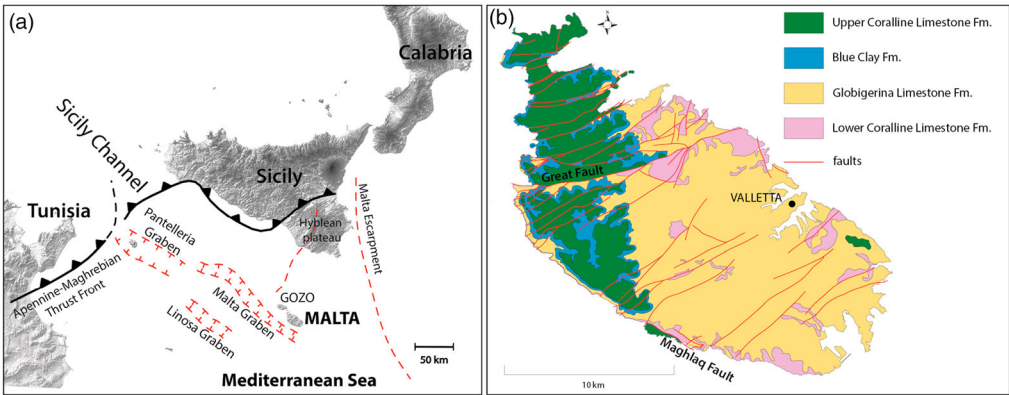 (a)
Calabria
Sicily Channel
Sicily
Tunisia
Hyblean
plateau
Malta Escarpment
Pantelleria
Graben
Apennine-Maghrebian
Thrust Front
Malta Graben
Linosa Graben
GOZO
MALTA
50 km
Mediterranean Sea
(b)
Upper Coralline Limestone Fm.
Blue Clay Fm.
Globigerina Limestone Fm.
Lower Coralline Limestone Fm.
faults
Great Fault
VALLETTA
Maghlaq Fault
10 km